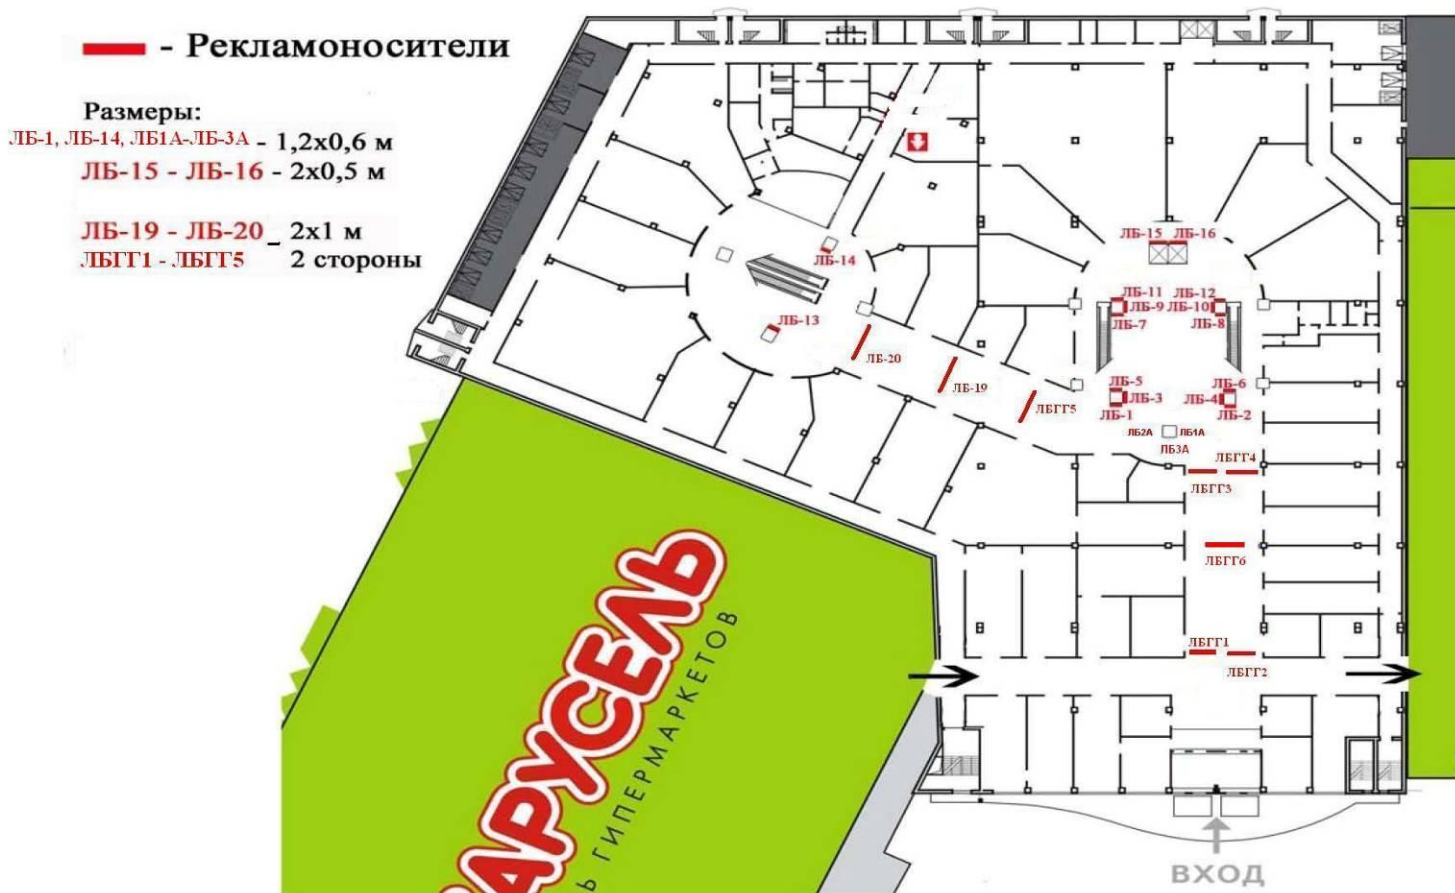 - Рекламоносители
Размеры:
ЛБ-1, ЛБ-14, ЛБ1А-ЛБ-3А - 1,2х0,6 м
ЛБ-15 - ЛБ-16 - 2х0,5 м
ЛБ-19 - ЛБ-20 - 2х1 м
ЛБГГ1 - ЛБГГ5 2 стороны
ЛБ-15 ЛБ-16
ЛБ-14
ЛБ-11 ЛБ-12
ЛБ-9 ЛБ-10
ЛБ-7 ЛБ-8
ЛБ-13
ЛБ-20
ЛБ-19
ЛБГГ5
ЛБ-5 ЛБ-6
ЛБ-3 ЛБ-4
ЛБ-1 ЛБ-2
ЛБ2А ЛБ1А
ЛБ3А
ЛБГГ4
ЛБГГ3
ЛБГГ6
ЛБГГ1
ЛБГГ2
АРУСЕЛЬ
Ь ГИПЕРМАРКЕТОВ
ВХОД